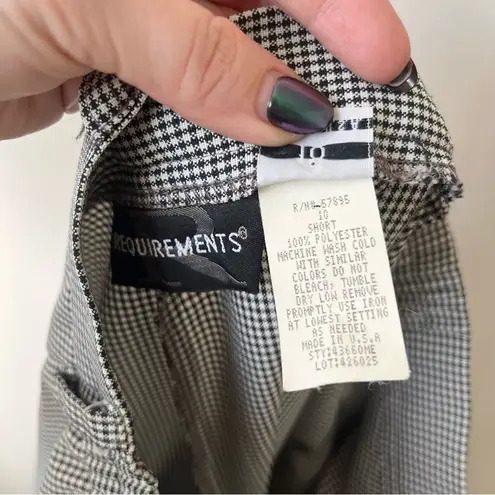 REQUIREMENTS®
R/N#-57895
10
SHORT
100% POLYESTER
MACHINE WASH COLD
WITH SIMILAR
COLORS DO NOT
BLEACH; TUMBLE
DRY LOW REMOVE
PROMPTLY USE IRON
AT LOWEST SETTING
AS NEEDED
MADE IN U.S.A
STY:43660ME
LOT:426025